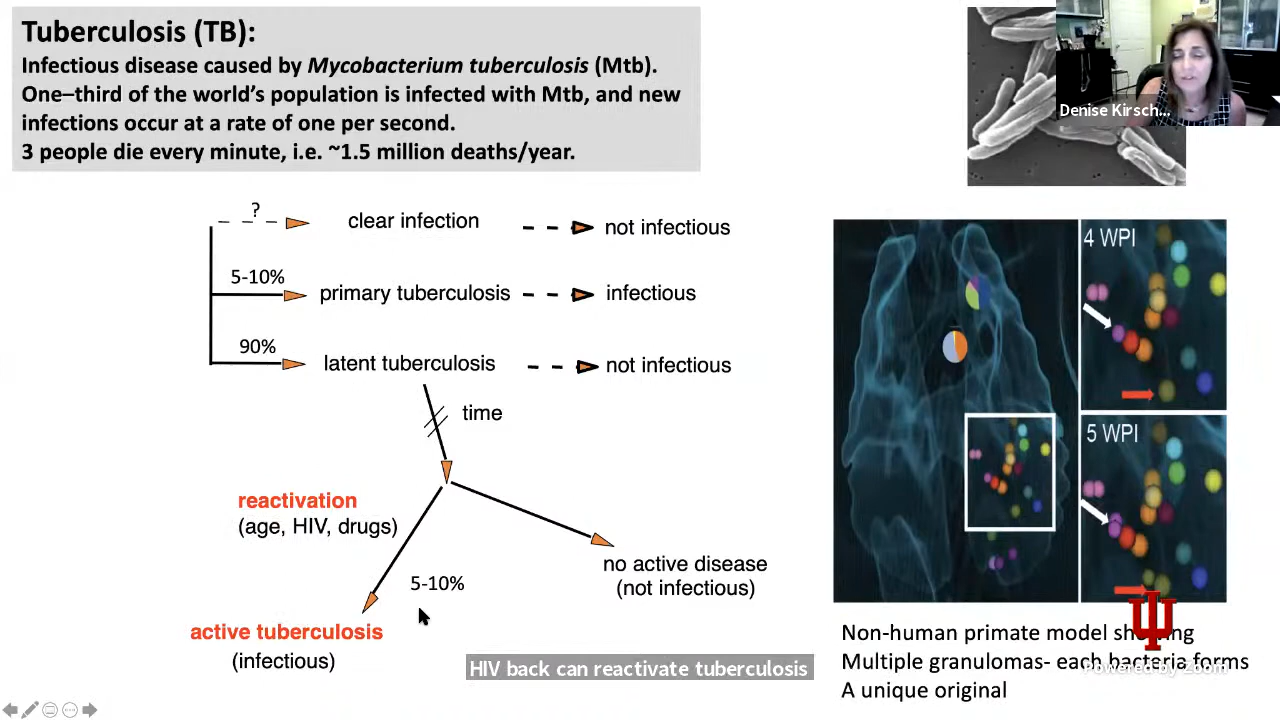 Tuberculosis (TB):
Infectious disease caused by Mycobacterium tuberculosis (Mtb).
One–third of the world's population is infected with Mtb, and new
infections occur at a rate of one per second.
3 people die every minute, i.e. ~1.5 million deaths/year.
Denise Kirsch...
?
clear infection
not infectious
5-10%
primary tuberculosis
infectious
90%
latent tuberculosis
not infectious
time
reactivation
(age, HIV, drugs)
5-10%
no active disease
(not infectious)
active tuberculosis
(infectious)
4 WPI
5 WPI
Non-human primate model showing
Multiple granulomas- each bacteria forms
A unique original
Powered by Zoom
HIV back can reactivate tuberculosis